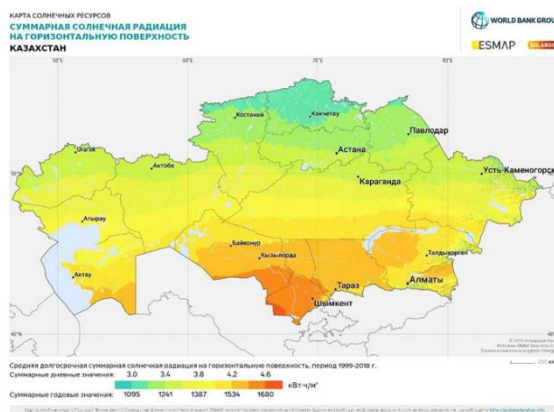 КАРТА СОЛНЕЧНЫХ РЕСУРСОВ
СУММАРНАЯ СОЛНЕЧНАЯ РАДИАЦИЯ
НА ГОРИЗОНТАЛЬНУЮ ПОВЕРХНОСТЬ
КАЗАХСТАН
WORLD BANK GROU
ESMAP
SOLARG
Костанай
Кокчетау
Павлодар
Астана
Уральск
Актобе
Усть-Каменогорск
Караганда
Атырау
Байконур
Кызылорда
Талдыкорган
Актау
Тараз
Алматы
Шымкент
Средняя долгосрочная суммарная солнечная радиация на горизонтальную поверхность, период 1999-2018 г.
Суммарные дневные значения: 3.0 3.4 3.8 4.2 4.6
кВт·ч/м²
Суммарные годовые значения: 1095 1241 1387 1534 1680